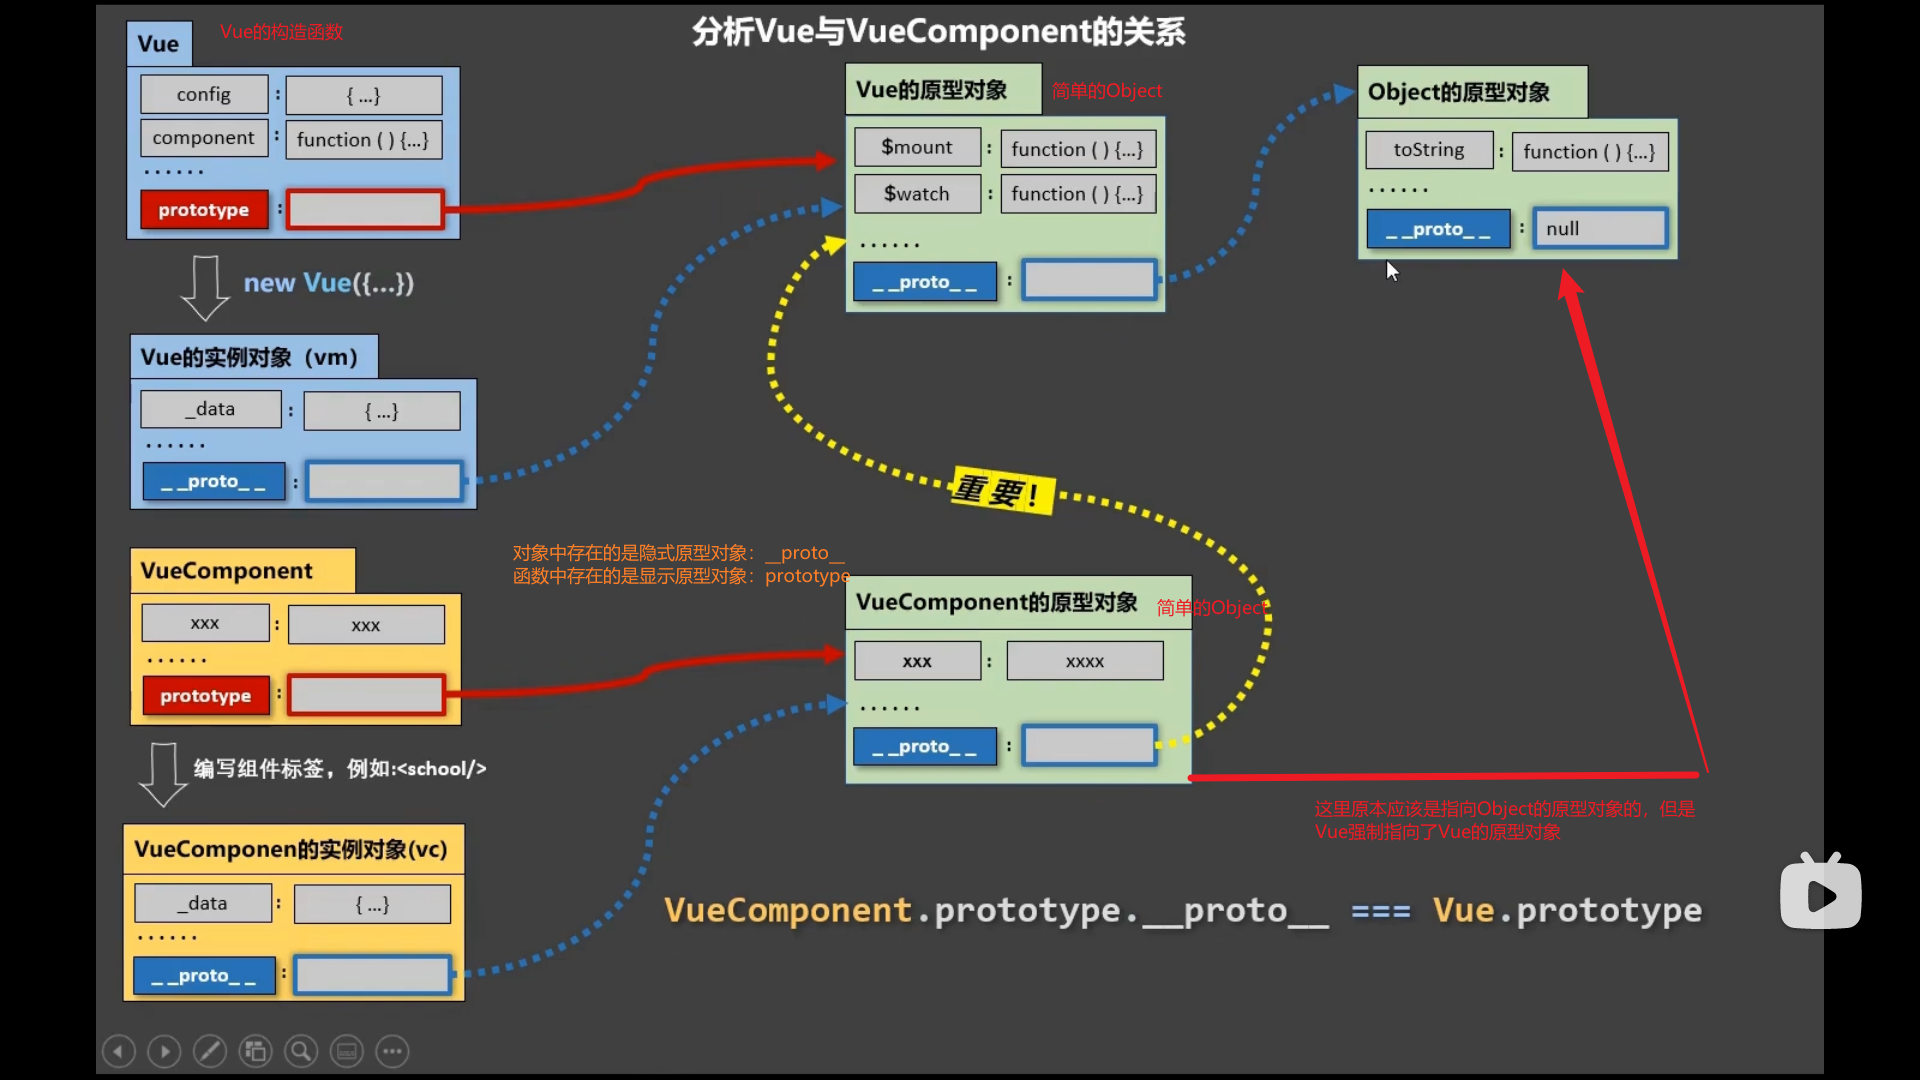 分析Vue与VueComponent的关系
Vue
Vue的构造函数
config : { ...}
component : function ( ) {...}
......
prototype :
new Vue({...})
Vue的实例对象（vm）
_data : { ...}
......
_ _proto_ _ :
VueComponent
xxx : xxx
......
prototype :
编写组件标签，例如:<school/>
VueComponen的实例对象(vc)
_data : { ...}
......
_ _proto_ _ :
Vue的原型对象
简单的Object
$mount : function ( ) {...}
$watch : function ( ) {...}
......
_ _proto_ _ :
Object的原型对象
toString : function ( ) {...}
......
_ _proto_ _ : null
重要!
对象中存在的是隐式原型对象：__proto__
函数中存在的是显示原型对象：prototype
VueComponent的原型对象
简单的Object
xxx : xxxx
......
_ _proto_ _ :
这里原本应该是指向Object的原型对象的，但是
Vue强制指向了Vue的原型对象
VueComponent.prototype.__proto__ === Vue.prototype